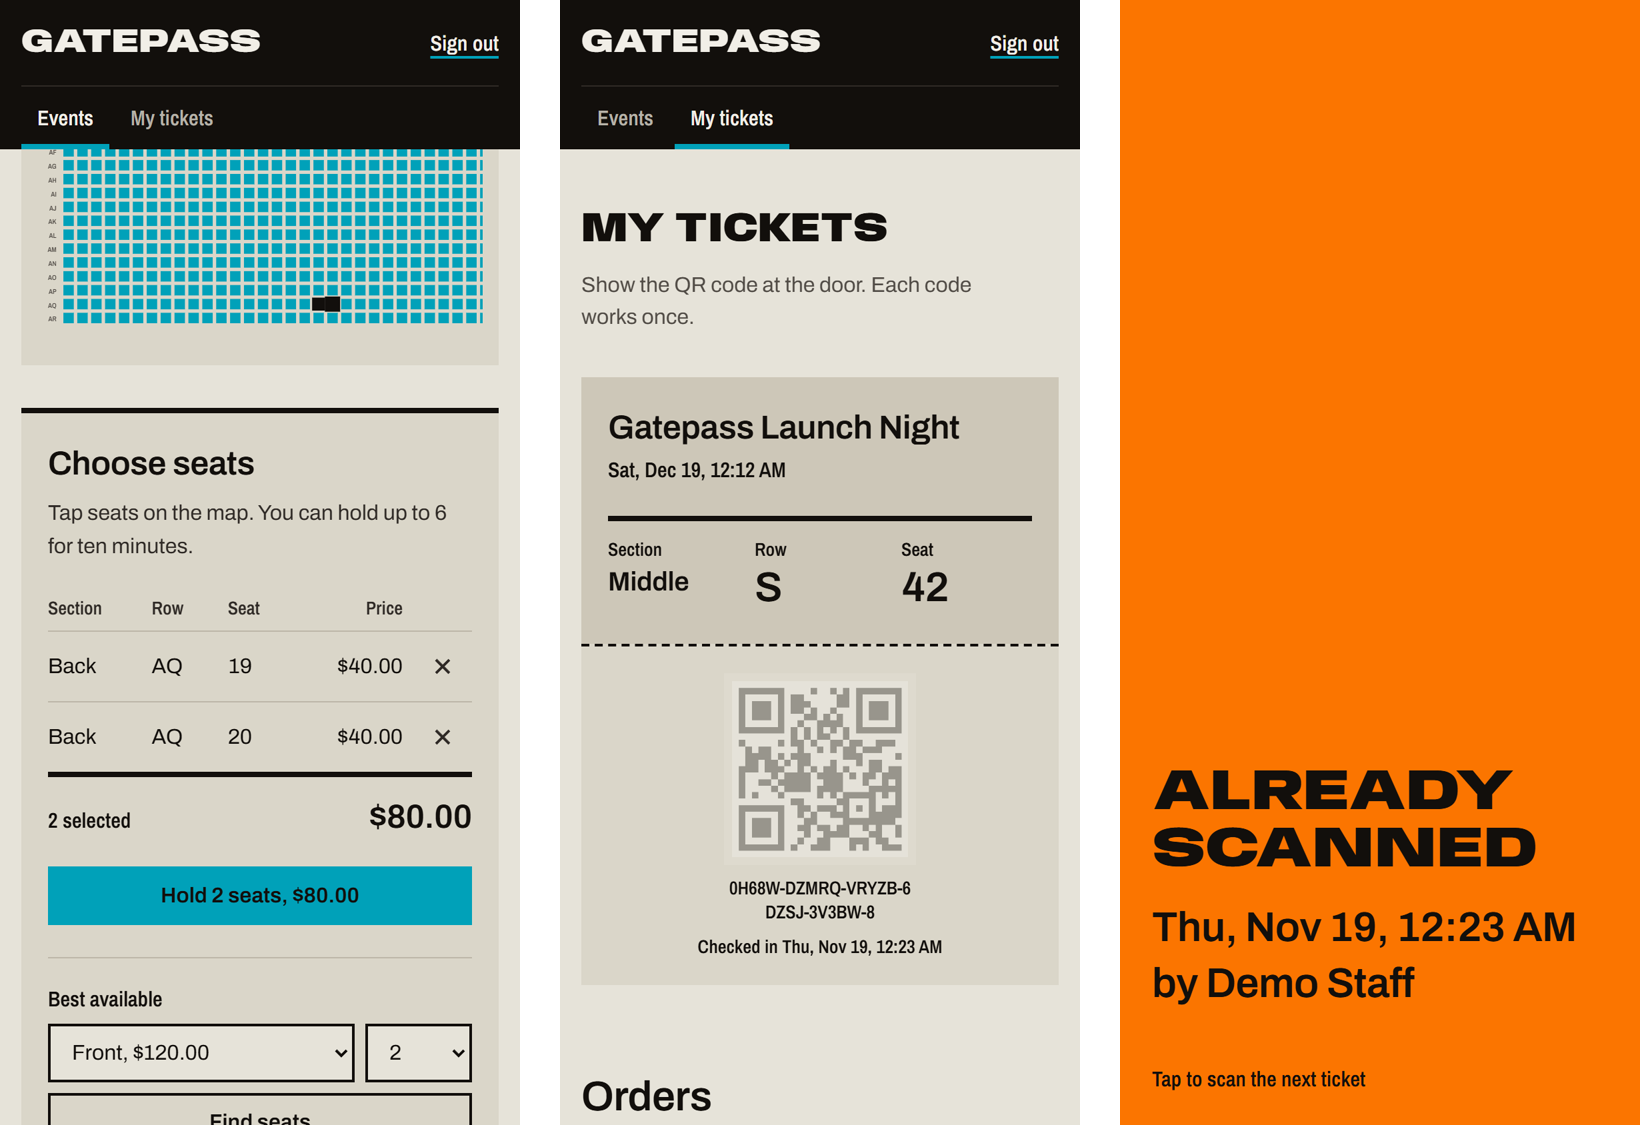 GATEPASS
Sign out
Events
My tickets
AF
AG
AH
AI
AJ
AK
AL
AM
AN
AO
AP
AQ
AR
Choose seats
Tap seats on the map. You can hold up to 6
for ten minutes.
Section Row Seat Price
Back AQ 19 $40.00 ✕
Back AQ 20 $40.00 ✕
2 selected $80.00
Hold 2 seats, $80.00
Best available
Front, $120.00
2
Find seats
GATEPASS
Sign out
Events
My tickets
MY TICKETS
Show the QR code at the door. Each code
works once.
Gatepass Launch Night
Sat, Dec 19, 12:12 AM
Section Row Seat
Middle S 42
0H68W-DZMRQ-VRYZB-6
DZSJ-3V3BW-8
Checked in Thu, Nov 19, 12:23 AM
Orders
ALREADY
SCANNED
Thu, Nov 19, 12:23 AM
by Demo Staff
Tap to scan the next ticket